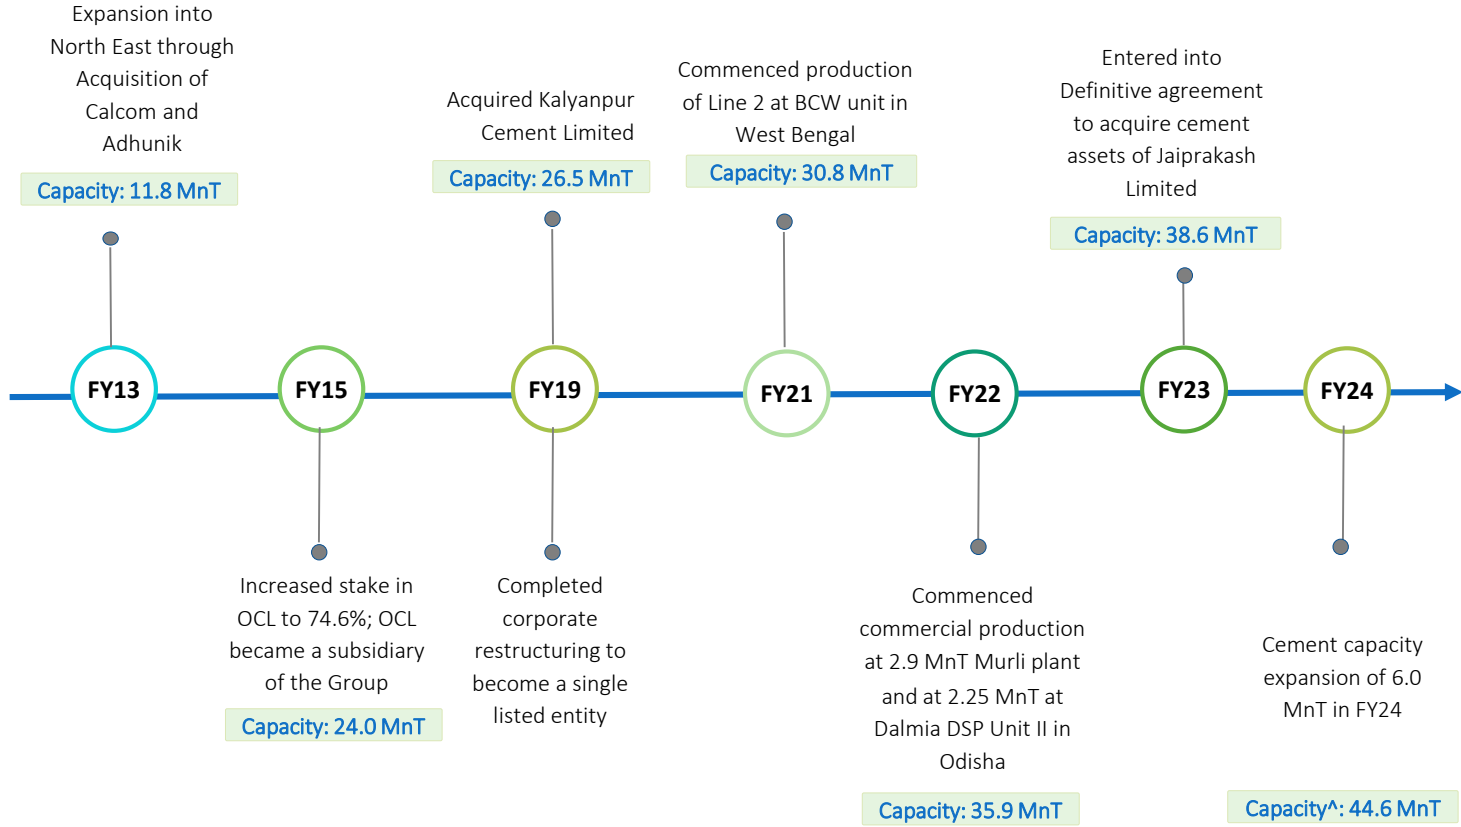 Expansion into
North East through
Acquisition of
Calcom and
Adhunik
Capacity: 11.8 MnT
Acquired Kalyanpur
Cement Limited
Capacity: 26.5 MnT
Commenced production
of Line 2 at BCW unit in
West Bengal
Capacity: 30.8 MnT
Entered into
Definitive agreement
to acquire cement
assets of Jaiprakash
Limited
Capacity: 38.6 MnT
FY13
FY15
FY19
FY21
FY22
FY23
FY24
Increased stake in
OCL to 74.6%; OCL
became a subsidiary
of the Group
Capacity: 24.0 MnT
Completed
corporate
restructuring to
become a single
listed entity
Commenced
commercial production
at 2.9 MnT Murli plant
and at 2.25 MnT at
Dalmia DSP Unit II in
Odisha
Capacity: 35.9 MnT
Cement capacity
expansion of 6.0
MnT in FY24
Capacity^: 44.6 MnT